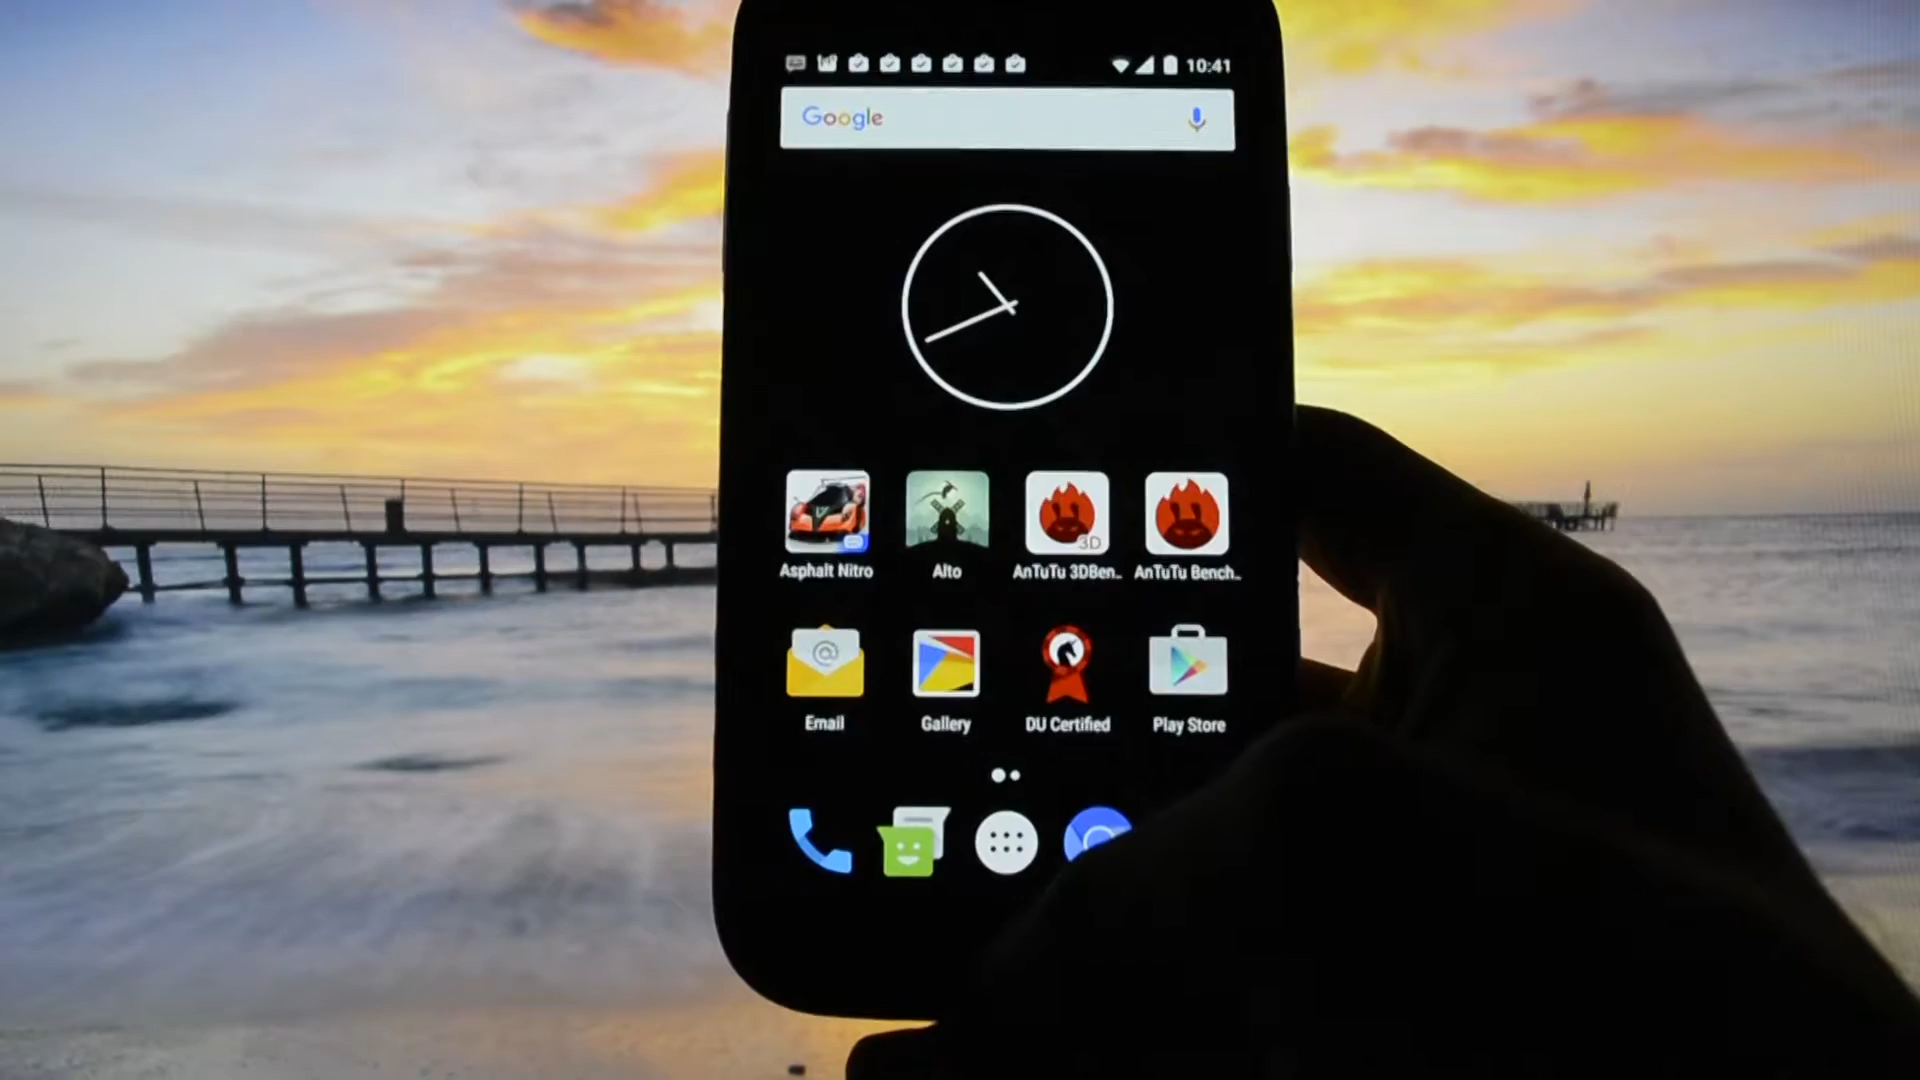 10:41
Google
Asphalt Nitro
Alto
AnTuTu 3DBen..
AnTuTu Bench..
3D
Email
Gallery
DU Certified
Play Store